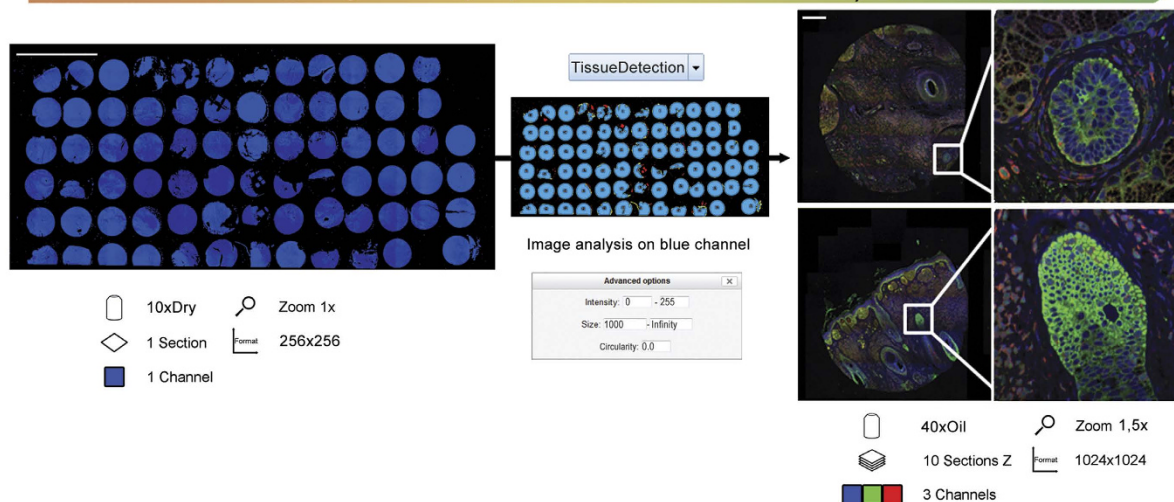 TissueDetection
Image analysis on blue channel
Advanced options
Intensity: 0 - 255
Size: 1000 - Infinity
Circularity: 0.0
10xDry
Zoom 1x
1 Section
Format
256x256
1 Channel
40xOil
Zoom 1,5x
10 Sections Z
Format
1024x1024
3 Channels